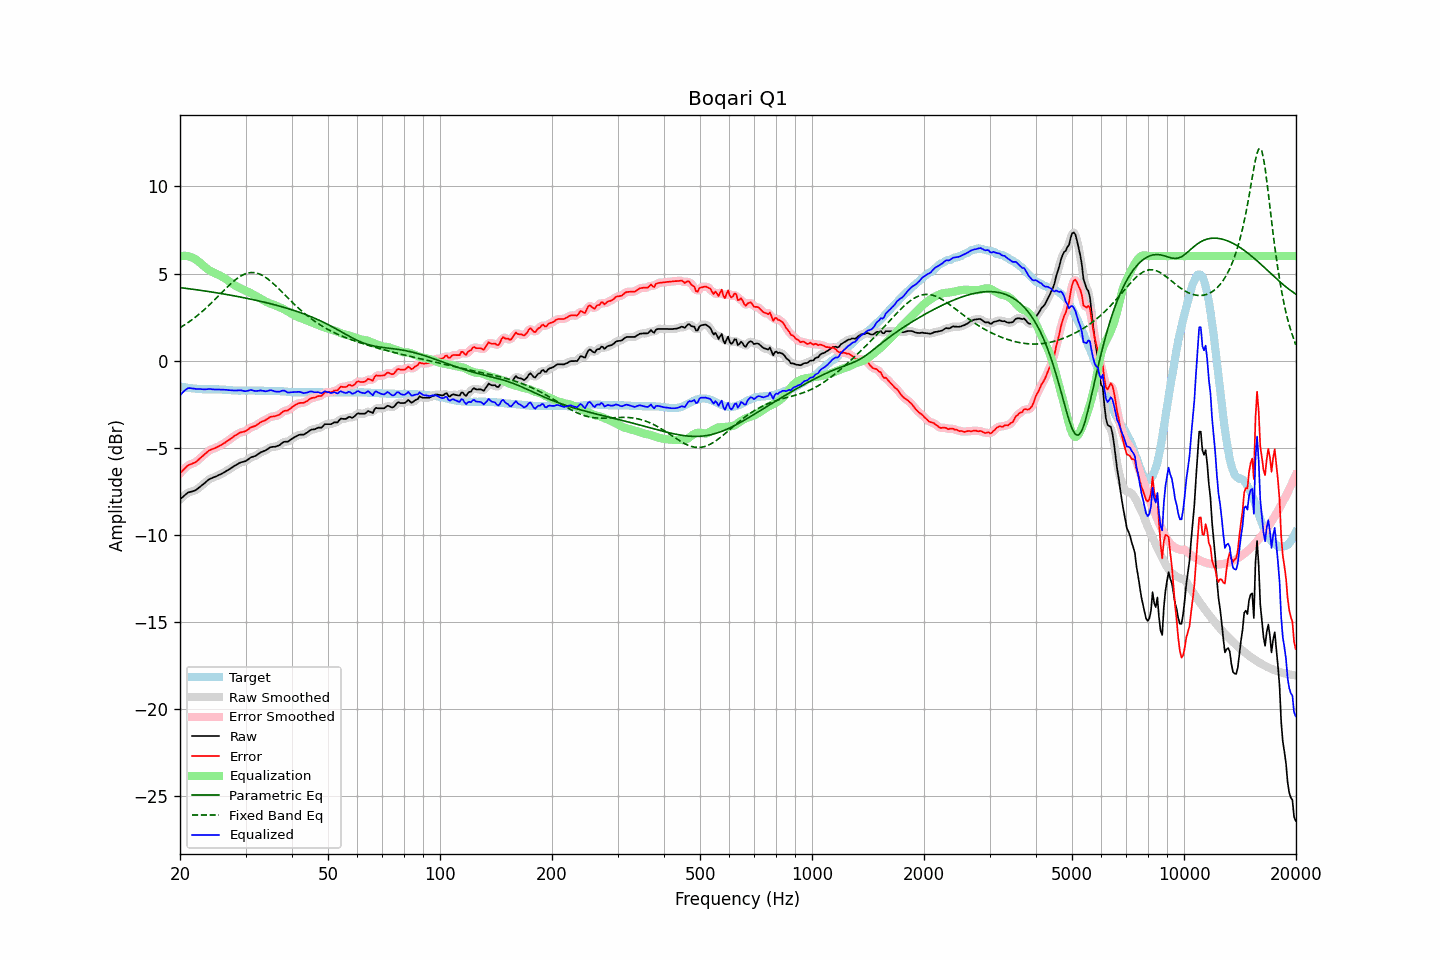 Boqari Q1
Amplitude (dBr)
10
5
0
−5
−10
−15
−20
−25
Target
Raw Smoothed
Error Smoothed
Raw
Error
Equalization
Parametric Eq
Fixed Band Eq
Equalized
20 50 100 200 500 1000 2000 5000 10000 20000
Frequency (Hz)